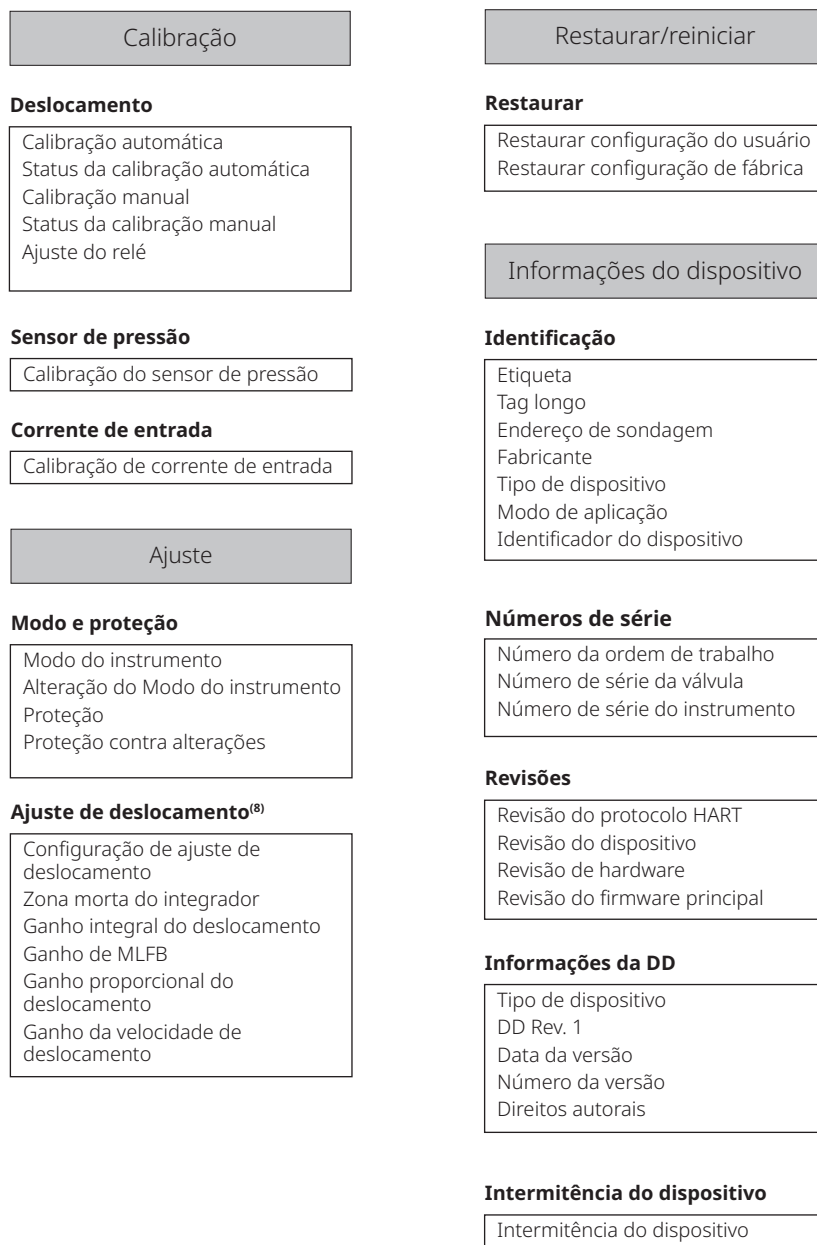 Calibração
Deslocamento
Calibração automática
Status da calibração automática
Calibração manual
Status da calibração manual
Ajuste do relé
Sensor de pressão
Calibração do sensor de pressão
Corrente de entrada
Calibração de corrente de entrada
Ajuste
Modo e proteção
Modo do instrumento
Alteração do Modo do instrumento
Proteção
Proteção contra alterações
Ajuste de deslocamento(8)
Configuração de ajuste de
deslocamento
Zona morta do integrador
Ganho integral do deslocamento
Ganho de MLFB
Ganho proporcional do
deslocamento
Ganho da velocidade de
deslocamento
Restaurar/reiniciar
Restaurar
Restaurar configuração do usuário
Restaurar configuração de fábrica
Informações do dispositivo
Identificação
Etiqueta
Tag longo
Endereço de sondagem
Fabricante
Tipo de dispositivo
Modo de aplicação
Identificador do dispositivo
Números de série
Número da ordem de trabalho
Número de série da válvula
Número de série do instrumento
Revisões
Revisão do protocolo HART
Revisão do dispositivo
Revisão de hardware
Revisão do firmware principal
Informações da DD
Tipo de dispositivo
DD Rev. 1
Data da versão
Número da versão
Direitos autorais
Intermitência do dispositivo
Intermitência do dispositivo